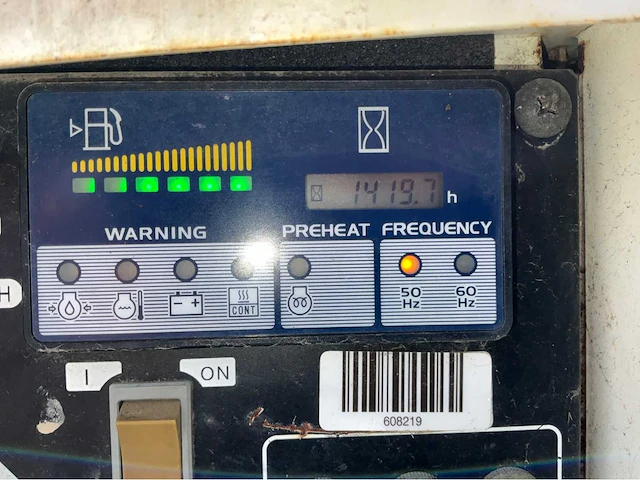 1419.7 h
WARNING PREHEAT FREQUENCY
CONT
50 Hz 60 Hz
H
I ON
608219